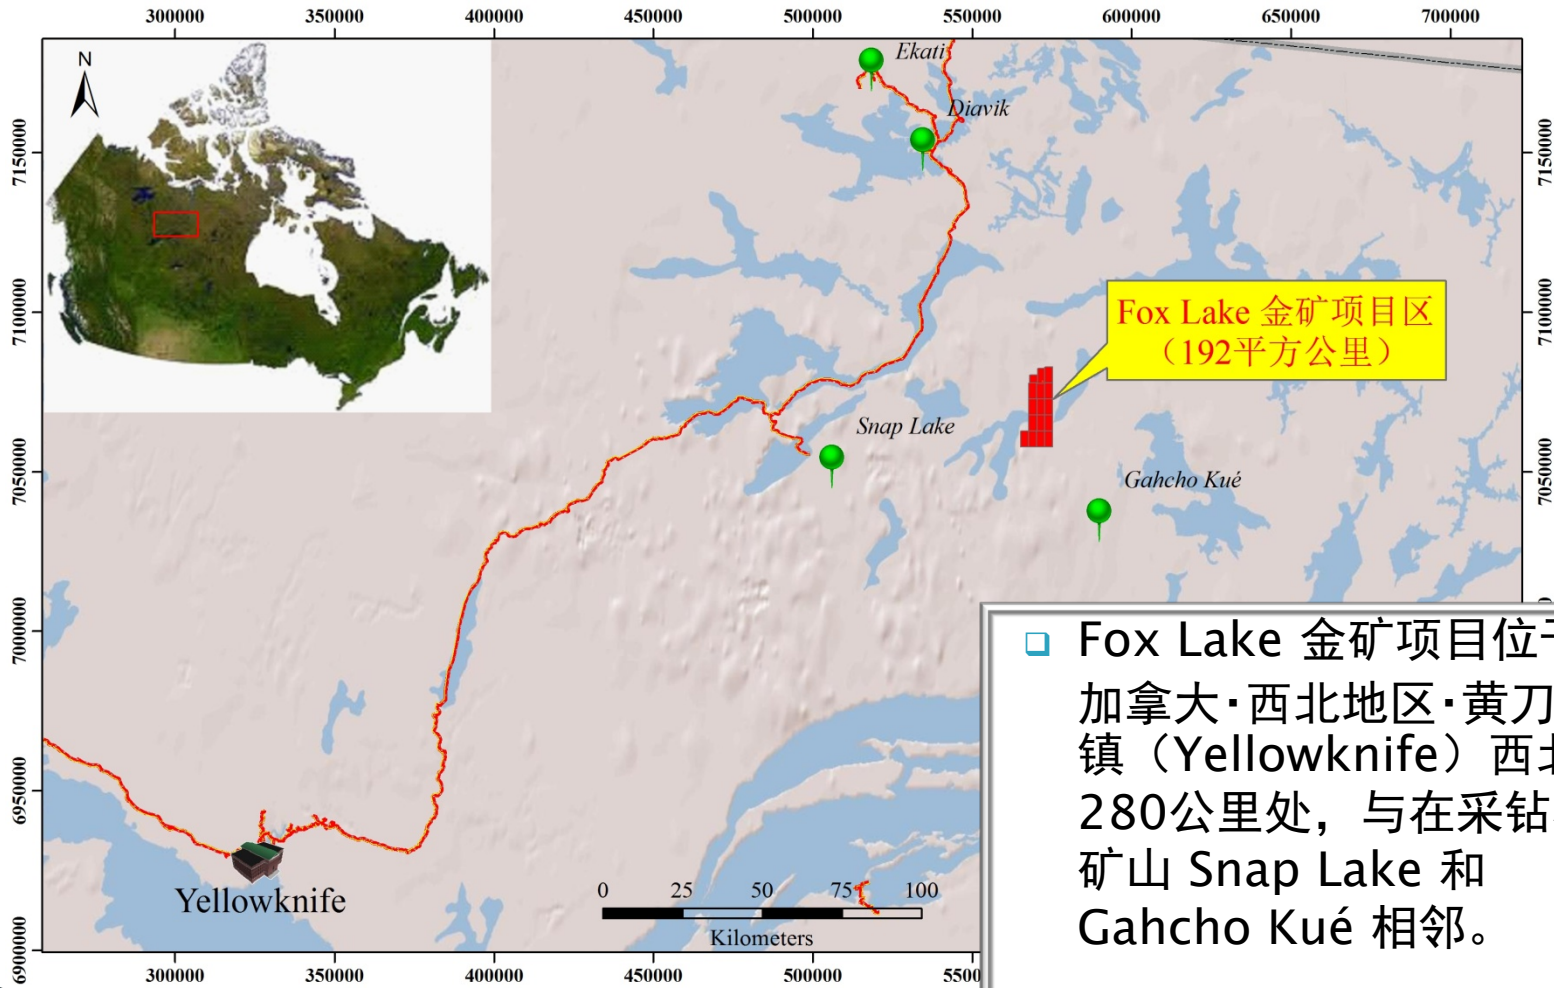 300000 350000 400000 450000 500000 550000 600000 650000 700000
N
Ekati
Diavik
7150000
7150000
7100000
7100000
Fox Lake 金矿项目区
（192平方公里）
Snap Lake
Gahcho Kué
7050000
7050000
7000000
6950000
6900000
Yellowknife
0 25 50 75 100
Kilometers
300000 350000 400000 450000 500000
Fox Lake 金矿项目位于
加拿大·西北地区·黄刀
镇（Yellowknife）西北
280公里处，与在采钻
矿山 Snap Lake 和
Gahcho Kué 相邻。